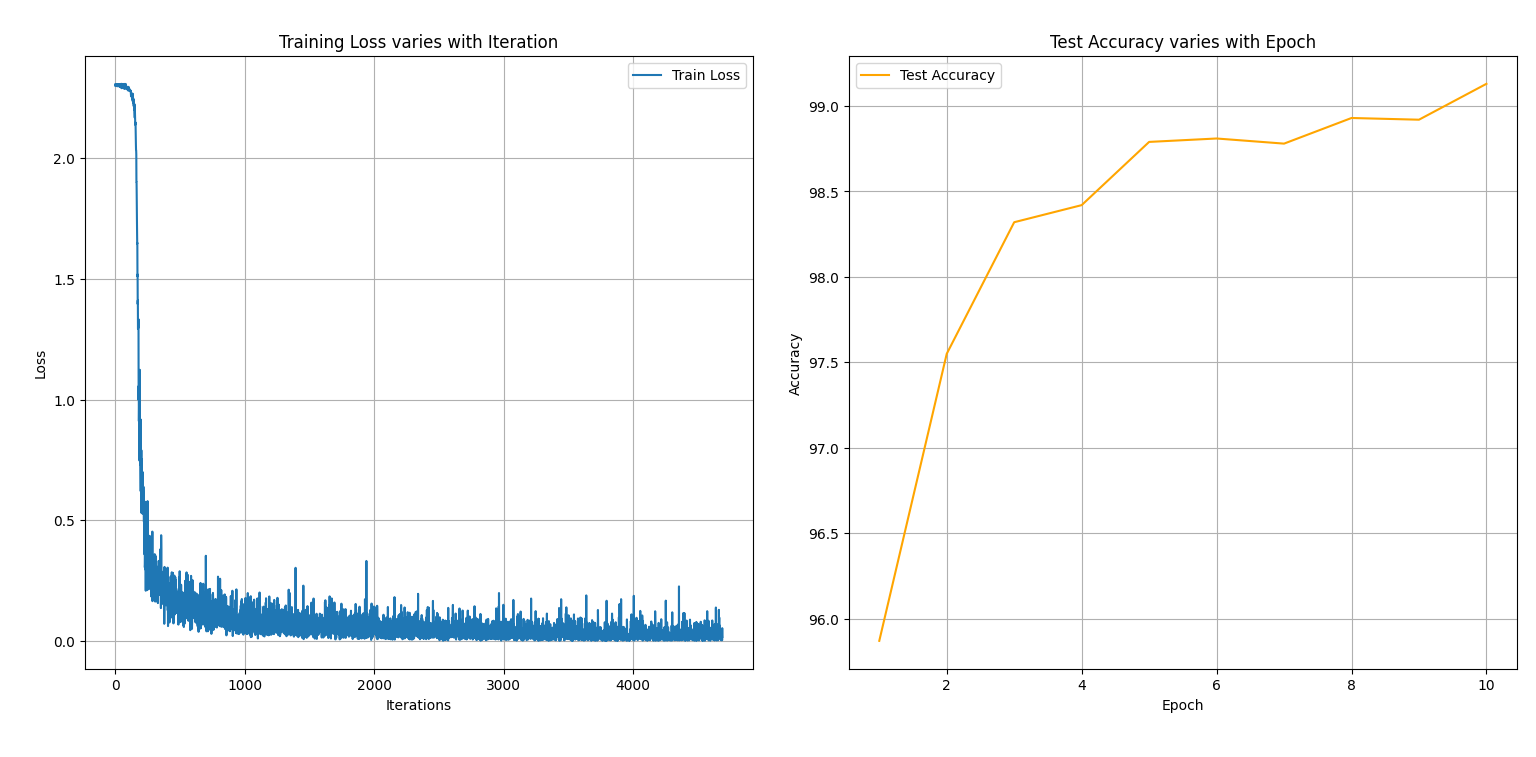 Training Loss varies with Iteration
Train Loss
2.0
1.5
1.0
0.5
0.0
Loss
0 1000 2000 3000 4000
Iterations
Test Accuracy varies with Epoch
Test Accuracy
99.0
98.5
98.0
97.5
97.0
96.5
96.0
Accuracy
2 4 6 8 10
Epoch